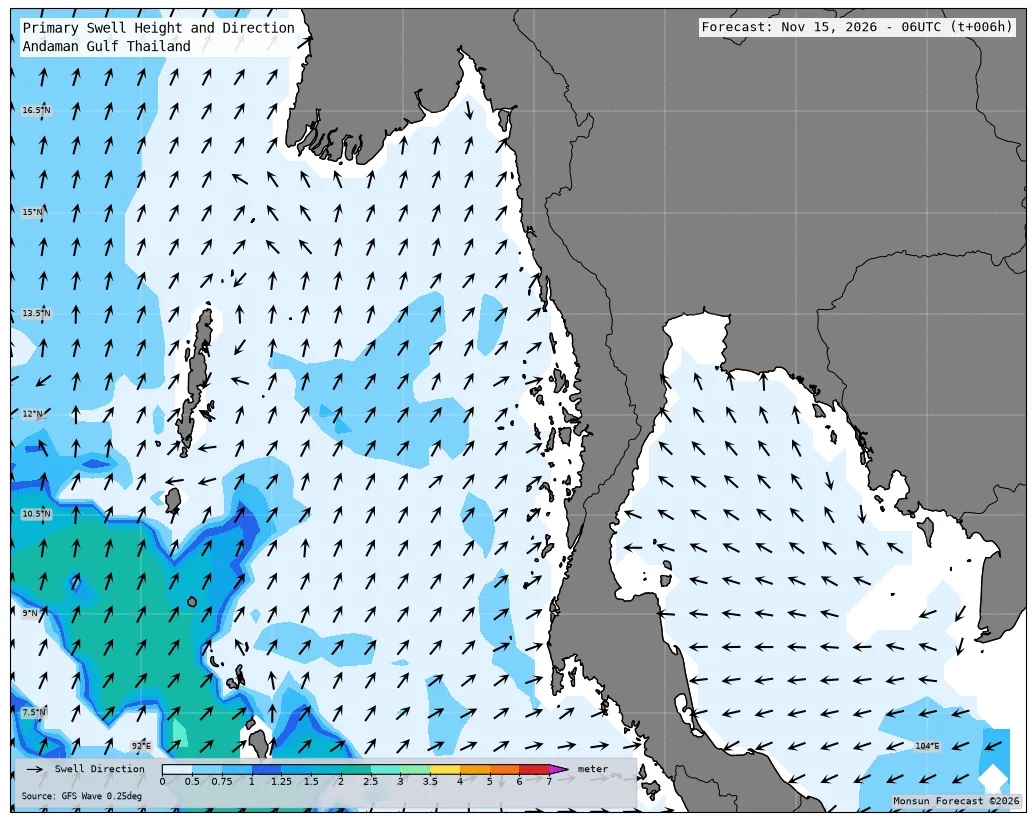 Primary Swell Height and Direction
Andaman Gulf Thailand
Forecast: Nov 15, 2026 - 06UTC (t+006h)
16.5°N
15°N
13.5°N
12°N
10.5°N
9°N
7.5°N
92°E
104°E
Swell Direction
0 0.5 0.75 1 1.25 1.5 2 2.5 3 3.5 4 5 6 7
meter
Source: GFS Wave 0.25deg
Monsun Forecast ©2026